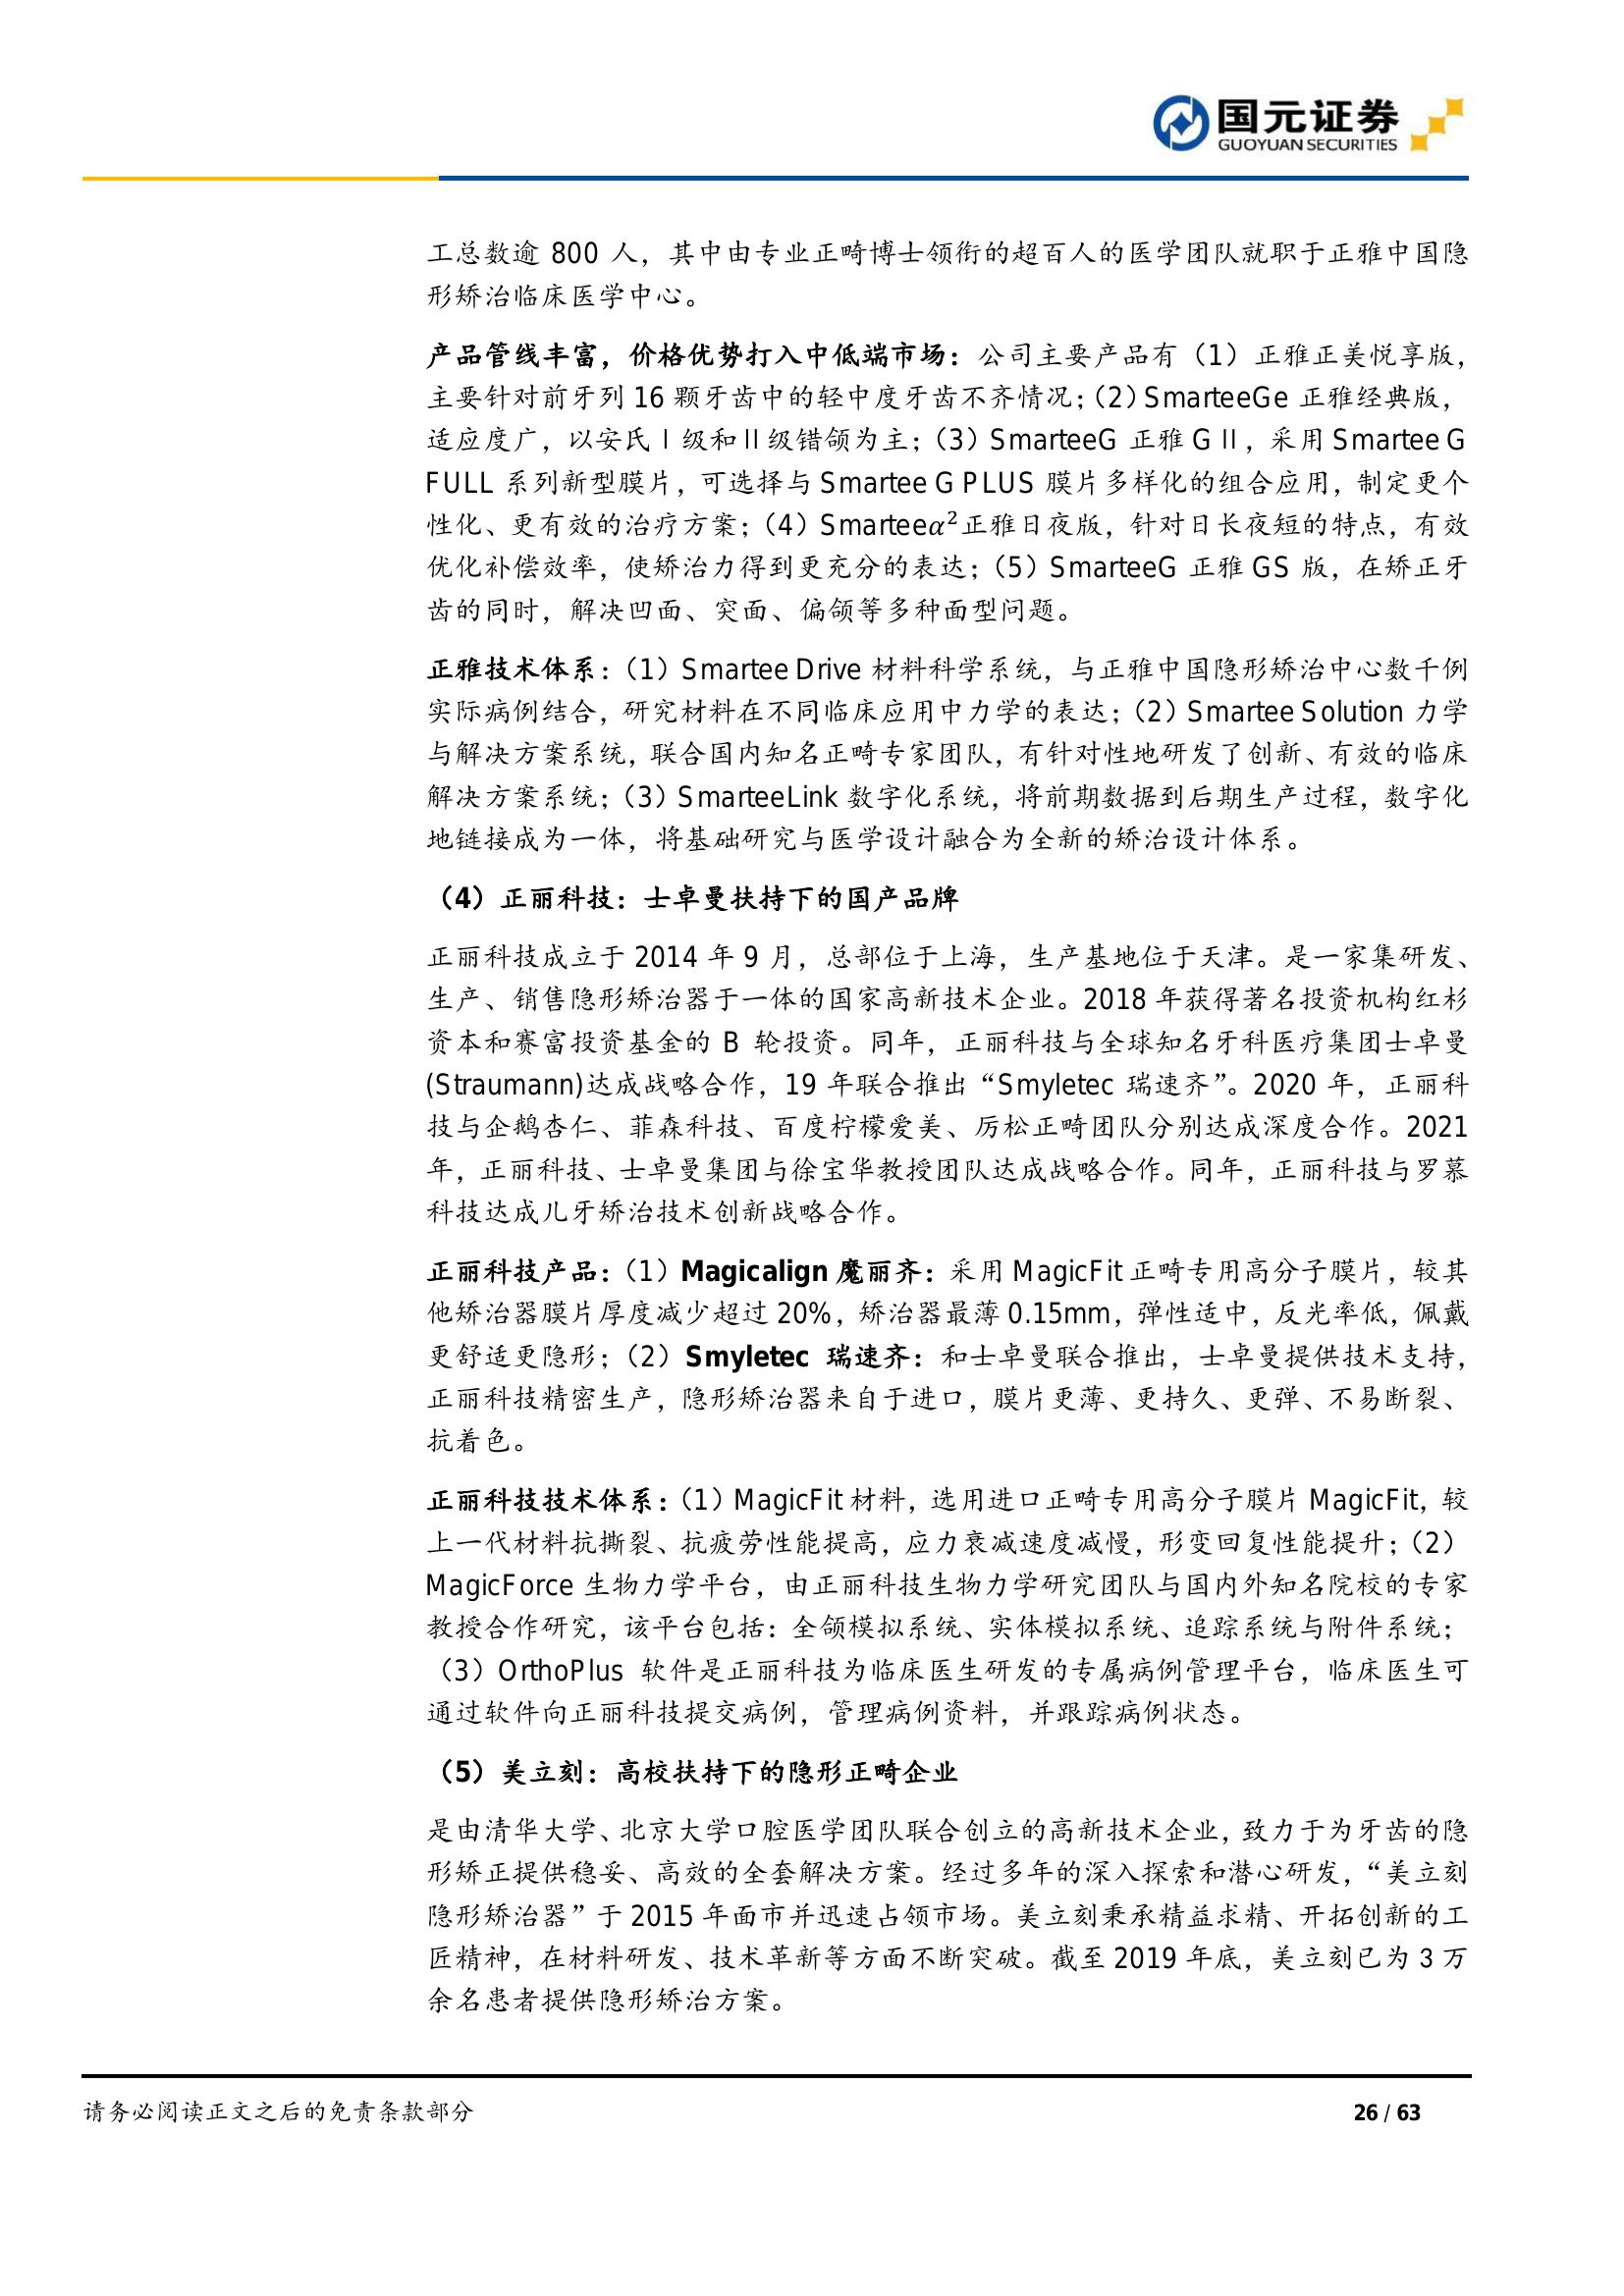 国元证券
GUOYUAN SECURITIES
工总数逾 800 人，其中由专业正畸博士领衔的超百人的医学团队就职于正雅中国隐
形矫治临床医学中心。
产品管线丰富，价格优势打入中低端市场：公司主要产品有（1）正雅正美悦享版，
主要针对前牙列 16 颗牙齿中的轻中度牙齿不齐情况；（2）SmarteeGe 正雅经典版，
适应度广，以安氏Ⅰ级和Ⅱ级错颌为主；（3）SmarteeG 正雅 GⅡ，采用 Smartee G
FULL 系列新型膜片，可选择与 Smartee G PLUS 膜片多样化的组合应用，制定更个
性化、更有效的治疗方案；（4）Smarteeα²正雅日夜版，针对日长夜短的特点，有效
优化补偿效率，使矫治力得到更充分的表达；（5）SmarteeG 正雅 GS 版，在矫正牙
齿的同时，解决凹面、突面、偏颌等多种面型问题。
正雅技术体系：（1）Smartee Drive 材料科学系统，与正雅中国隐形矫治中心数千例
实际病例结合，研究材料在不同临床应用中力学的表达；（2）Smartee Solution 力学
与解决方案系统，联合国内知名正畸专家团队，有针对性地研发了创新、有效的临床
解决方案系统；（3）SmarteeLink 数字化系统，将前期数据到后期生产过程，数字化
地链接成为一体，将基础研究与医学设计融合为全新的矫治设计体系。
（4）正丽科技：士卓曼扶持下的国产品牌
正丽科技成立于 2014 年 9 月，总部位于上海，生产基地位于天津。是一家集研发、
生产、销售隐形矫治器于一体的国家高新技术企业。2018 年获得著名投资机构红杉
资本和赛富投资基金的 B 轮投资。同年，正丽科技与全球知名牙科医疗集团士卓曼
(Straumann)达成战略合作，19 年联合推出“Smyletec 瑞速齐”。2020 年，正丽科
技与企鹅杏仁、菲森科技、百度柠檬爱美、厉松正畸团队分别达成深度合作。2021
年，正丽科技、士卓曼集团与徐宝华教授团队达成战略合作。同年，正丽科技与罗慕
科技达成儿牙矫治技术创新战略合作。
正丽科技产品：（1）Magicalign 魔丽齐：采用 MagicFit 正畸专用高分子膜片，较其
他矫治器膜片厚度减少超过 20%，矫治器最薄 0.15mm，弹性适中，反光率低，佩戴
更舒适更隐形；（2）Smyletec 瑞速齐：和士卓曼联合推出，士卓曼提供技术支持，
正丽科技精密生产，隐形矫治器来自于进口，膜片更薄、更持久、更弹、不易断裂、
抗着色。
正丽科技技术体系：（1）MagicFit 材料，选用进口正畸专用高分子膜片 MagicFit，较
上一代材料抗撕裂、抗疲劳性能提高，应力衰减速度减慢，形变回复性能提升；（2）
MagicForce 生物力学平台，由正丽科技生物力学研究团队与国内外知名院校的专家
教授合作研究，该平台包括：全颌模拟系统、实体模拟系统、追踪系统与附件系统；
（3）OrthoPlus 软件是正丽科技为临床医生研发的专属病例管理平台，临床医生可
通过软件向正丽科技提交病例，管理病例资料，并跟踪病例状态。
（5）美立刻：高校扶持下的隐形正畸企业
是由清华大学、北京大学口腔医学团队联合创立的高新技术企业，致力于为牙齿的隐
形矫正提供稳妥、高效的全套解决方案。经过多年的深入探索和潜心研发，“美立刻
隐形矫治器”于 2015 年面市并迅速占领市场。美立刻秉承精益求精、开拓创新的工
匠精神，在材料研发、技术革新等方面不断突破。截至 2019 年底，美立刻已为 3 万
余名患者提供隐形矫治方案。
请务必阅读正文之后的免责条款部分
26 / 63